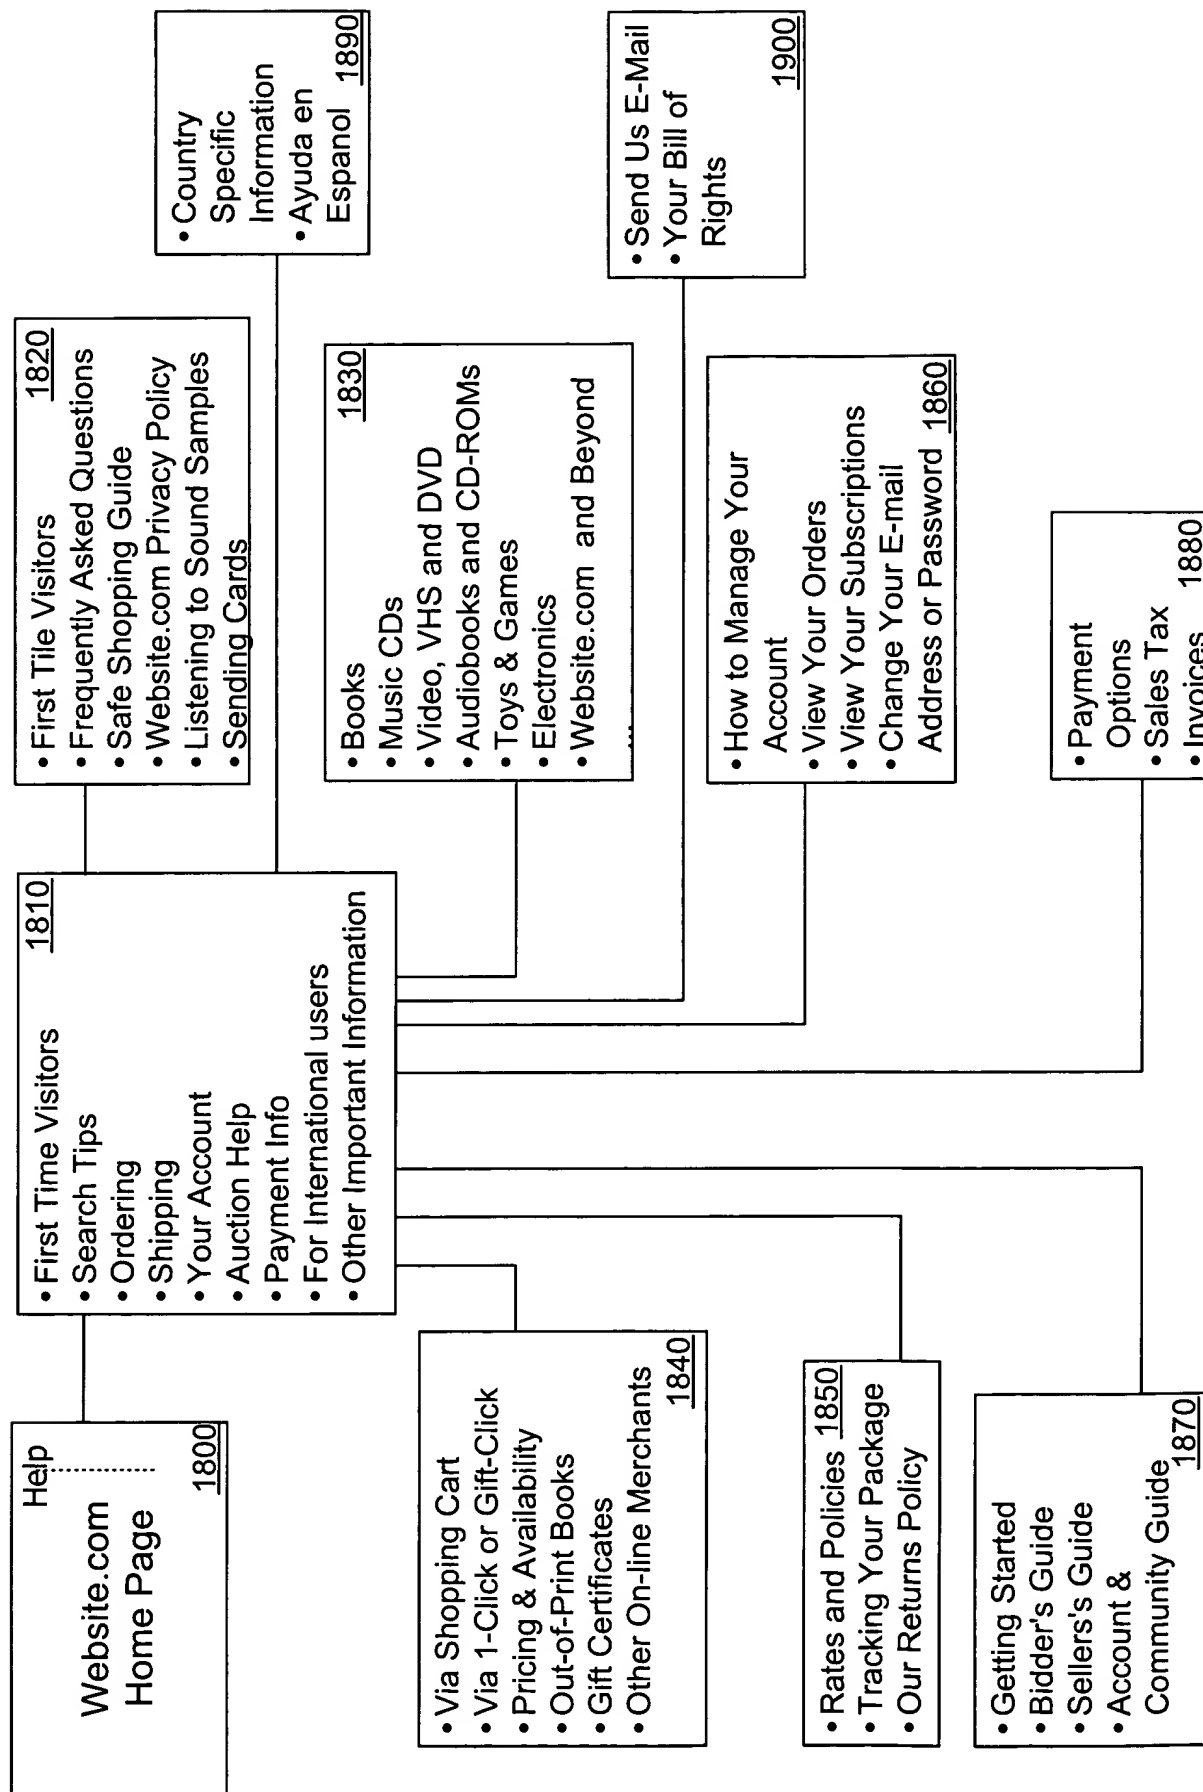 Help
Website.com
Home Page
1800
1810
• First Time Visitors
• Search Tips
• Ordering
• Shipping
• Your Account
• Auction Help
• Payment Info
• For International users
• Other Important Information
• First Tile Visitors
1820
• Frequently Asked Questions
• Safe Shopping Guide
• Website.com Privacy Policy
• Listening to Sound Samples
• Sending Cards
• Country
Specific
Information
• Ayuda en
Espanol
1890
• Books
1830
• Music CDs
• Video, VHS and DVD
• Audiobooks and CD-ROMs
• Toys & Games
• Electronics
• Website.com and Beyond
...
• Send Us E-Mail
• Your Bill of
Rights
1900
• Via Shopping Cart
• Via 1-Click or Gift-Click
• Pricing & Availability
• Out-of-Print Books
• Gift Certificates
• Other On-line Merchants
1840
• How to Manage Your
Account
• View Your Orders
• View Your Subscriptions
• Change Your E-mail
Address or Password 1860
• Rates and Policies 1850
• Tracking Your Package
• Our Returns Policy
• Getting Started
• Bidder's Guide
• Sellers's Guide
• Account &
Community Guide
1870
• Payment
Options
• Sales Tax
• Invoices 1880